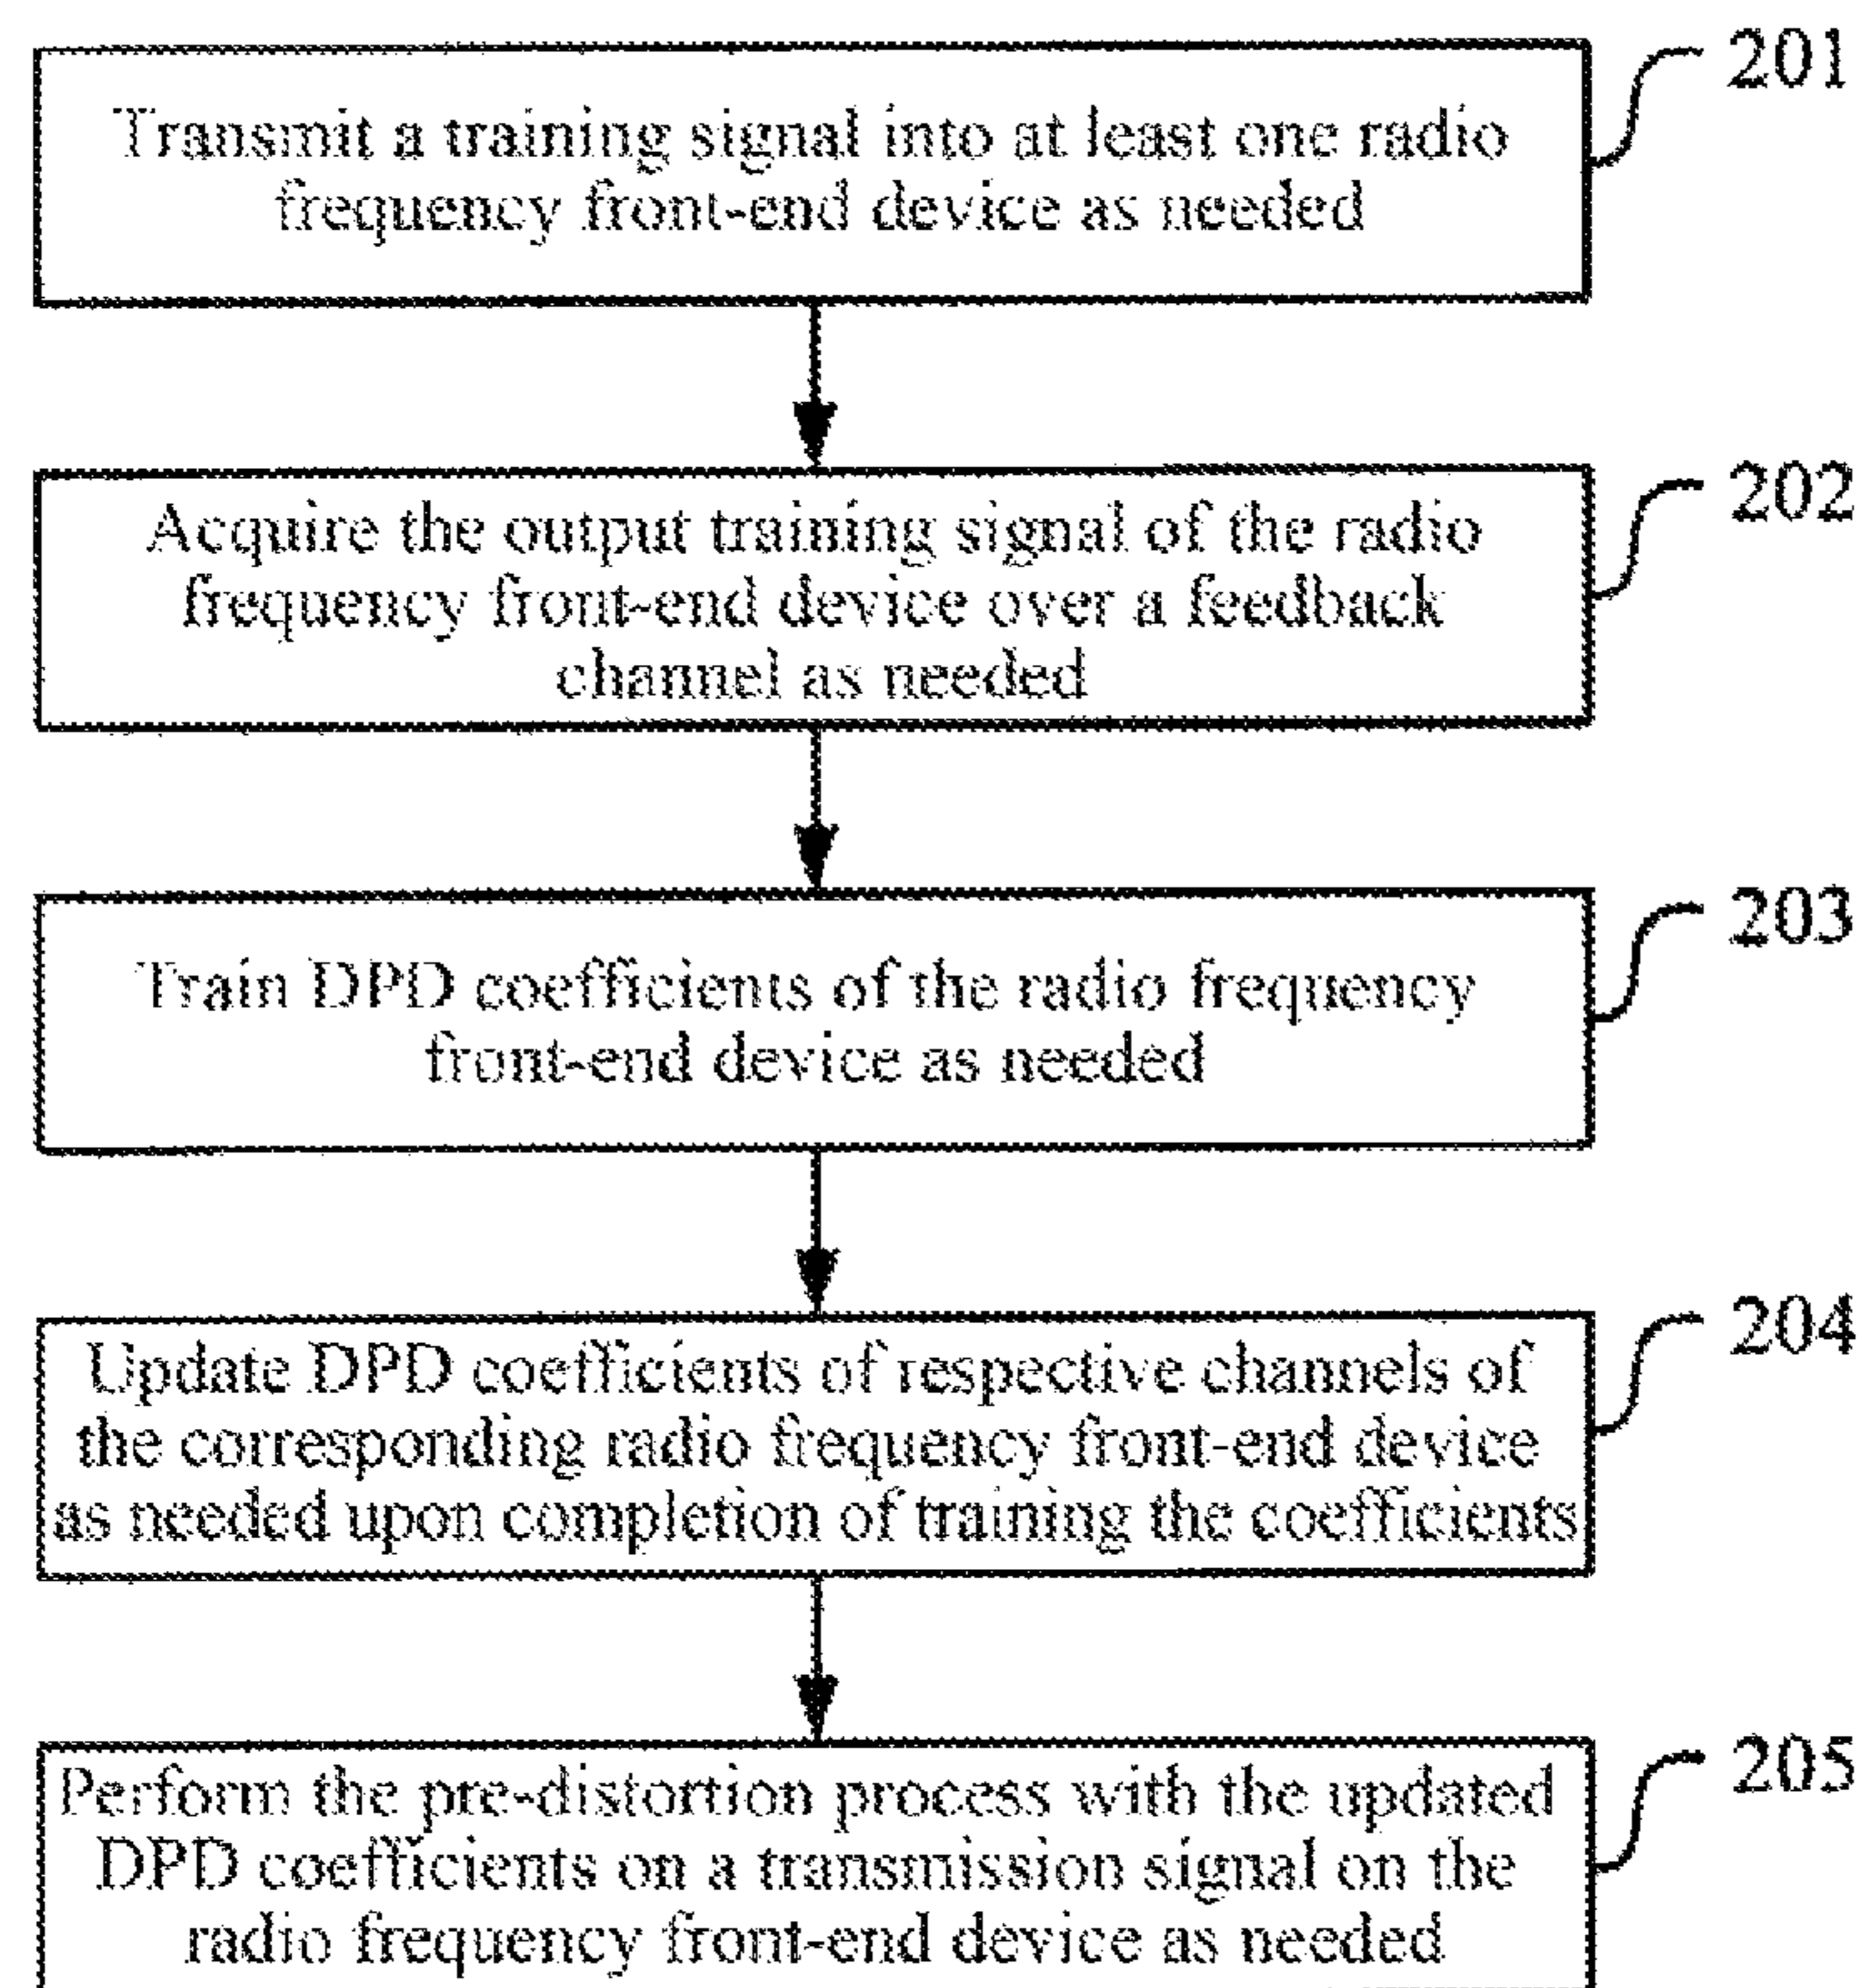 201
Transmit a training signal into at least one radio
frequency front-end device as needed
202
Acquire the output training signal of the radio
frequency front-end device over a feedback
channel as needed
203
Train DPD coefficients of the radio frequency
front-end device as needed
204
Update DPD coefficients of respective channels of
the corresponding radio frequency front-end device
as needed upon completion of training the coefficients
205
Perform the pre-distortion process with the updated
DPD coefficients on a transmission signal on the
radio frequency front-end device as needed